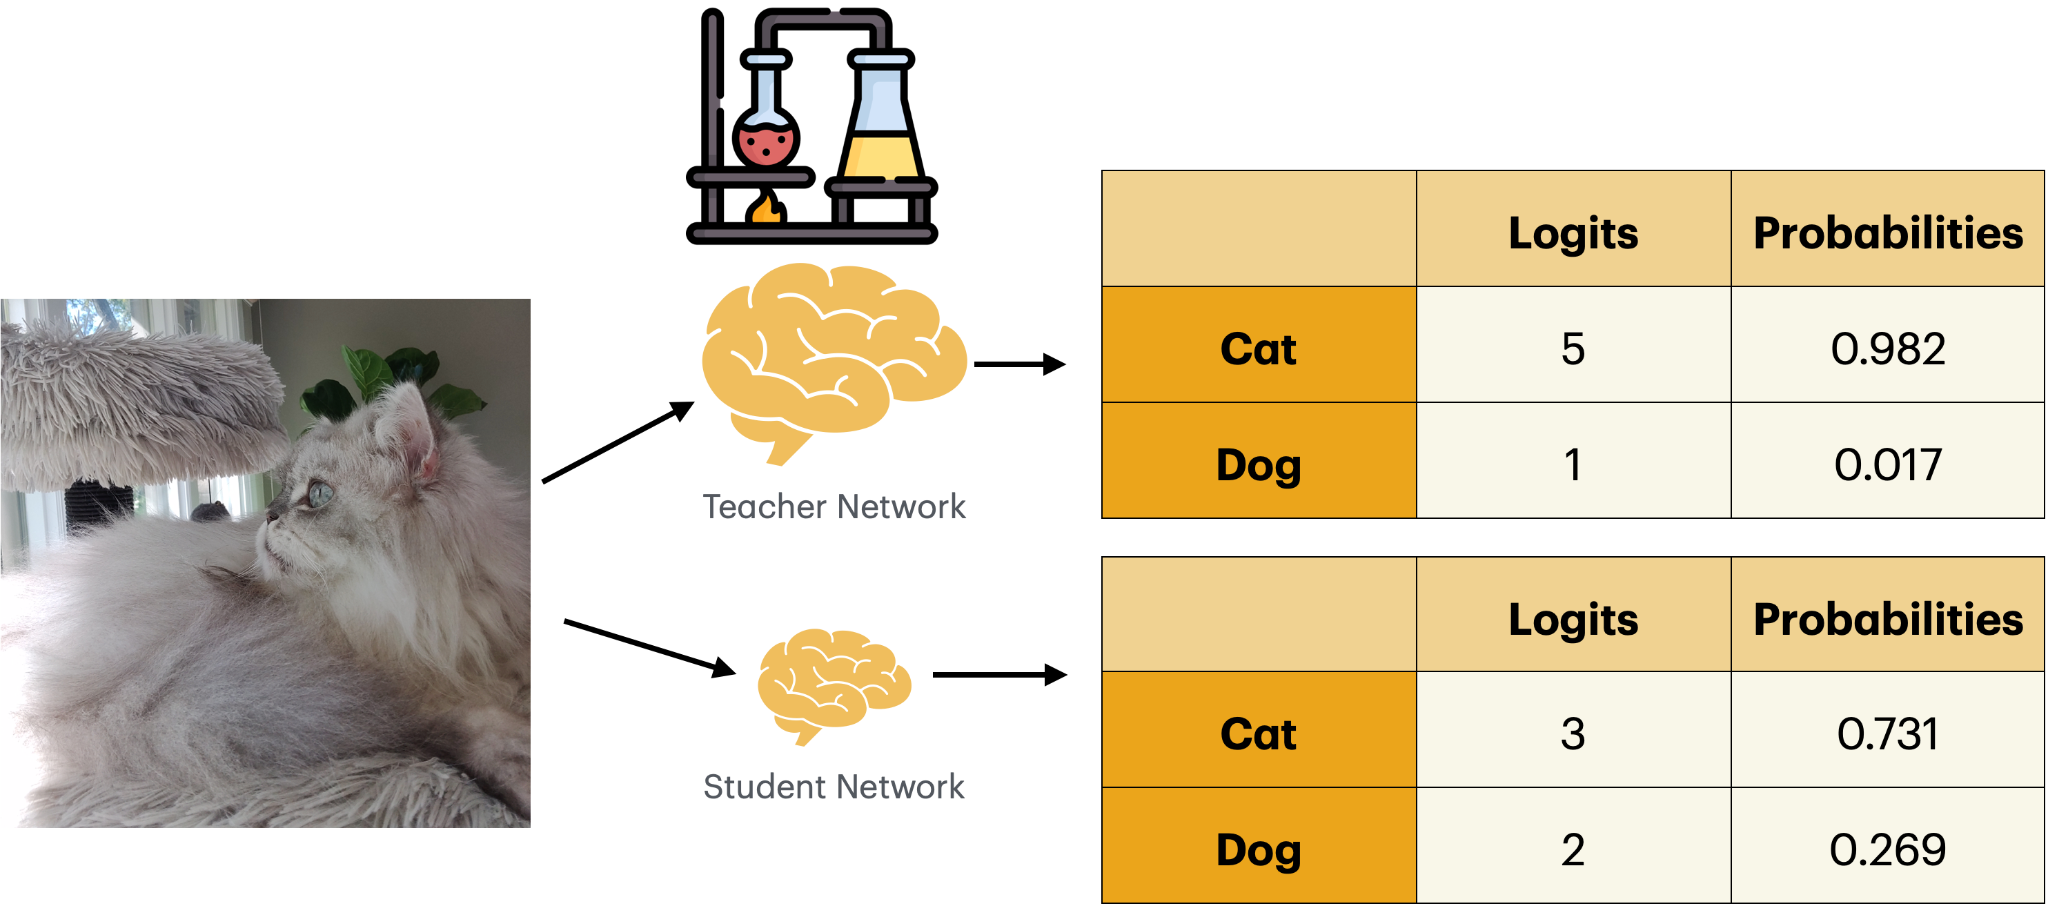 Logits Probabilities
Cat 5 0.982
Dog 1 0.017
Teacher Network
Logits Probabilities
Cat 3 0.731
Dog 2 0.269
Student Network